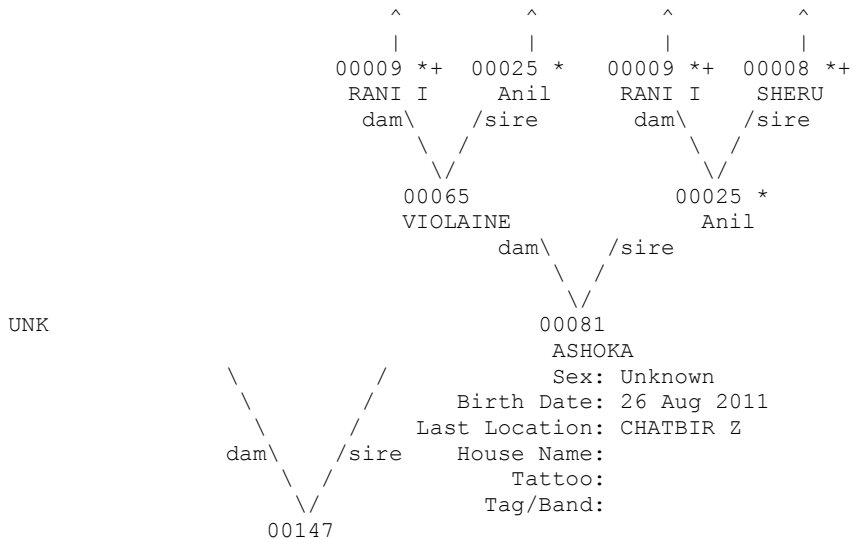 ^ ^ ^ ^
| | | |
00009 *+ 00025 * 00009 *+ 00008 *+
RANI I Anil RANI I SHERU
dam\ /sire dam\ /sire
\ / \ /
\/ \/
00065 00025 *
VIOLAINE Anil
dam\ /sire
\ /
\/
UNK 00081
ASHOKA
\ / Sex: Unknown
\ / Birth Date: 26 Aug 2011
\ / Last Location: CHATBIR Z
dam\ /sire House Name:
\ / Tattoo:
\/ Tag/Band:
00147